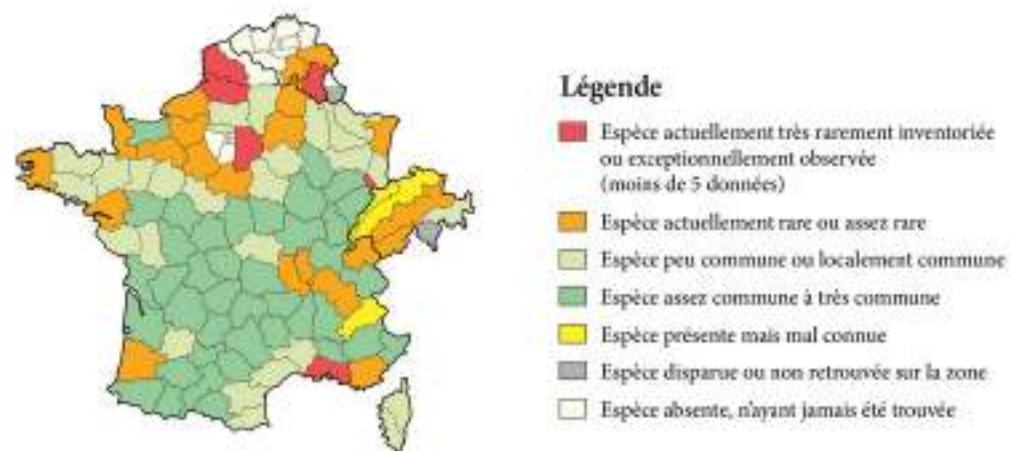 Légende
Espèce actuellement très rarement inventoriée
ou exceptionnellement observée
(moins de 5 données)
Espèce actuellement rare ou assez rare
Espèce peu commune ou localement commune
Espèce assez commune à très commune
Espèce présente mais mal connue
Espèce disparue ou non retrouvée sur la zone
Espèce absente, n'ayant jamais été trouvée